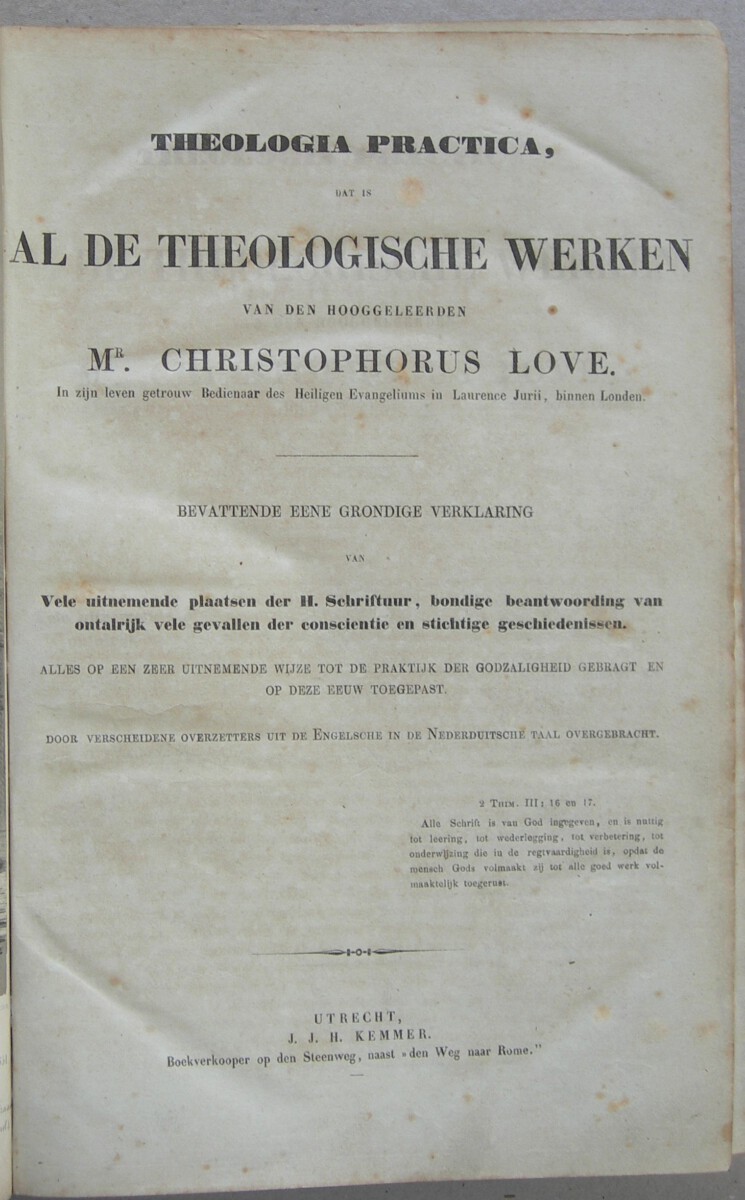 THEOLOGIA PRACTICA,
DAT IS
AL DE THEOLOGISCHE WERKEN
VAN DEN HOOGGELEERDEN
MR. CHRISTOPHORUS LOVE.
In zijn leven getrouw Bedienaar des Heiligen Evangeliums in Laurence Jurii, binnen Londen.
BEVATTENDE EENE GRONDIGE VERKLARING
VAN
Vele uitnemende plaatsen der H. Schriftuur, bondige beantwoording van
ontalrijk vele gevallen der conscientie en stichtige geschiedenissen.
ALLES OP EEN ZEER UITNEMENDE WIJZE TOT DE PRAKTIJK DER GODZALIGHEID GEBRAGT EN
OP DEZE EEUW TOEGEPAST.
DOOR VERSCHEIDENE OVERZETTERS UIT DE ENGELSCHE IN DE NEDERDUITSCHE TAAL OVERGEBRACHT.
2 THIM. III; 16 en 17.
Alle Schrift is van God ingegeven, en is nuttig
tot leering, tot wederlegging, tot verbetering, tot
onderwijzing die in de regtvaardigheid is, opdat de
mensch Gods volmaakt zij tot alle goed werk vol-
maaktelijk toegerust.
UTRECHT,
J. J. H. KEMMER.
Boekverkooper op den Steenweg, naast »den Weg naar Rome."